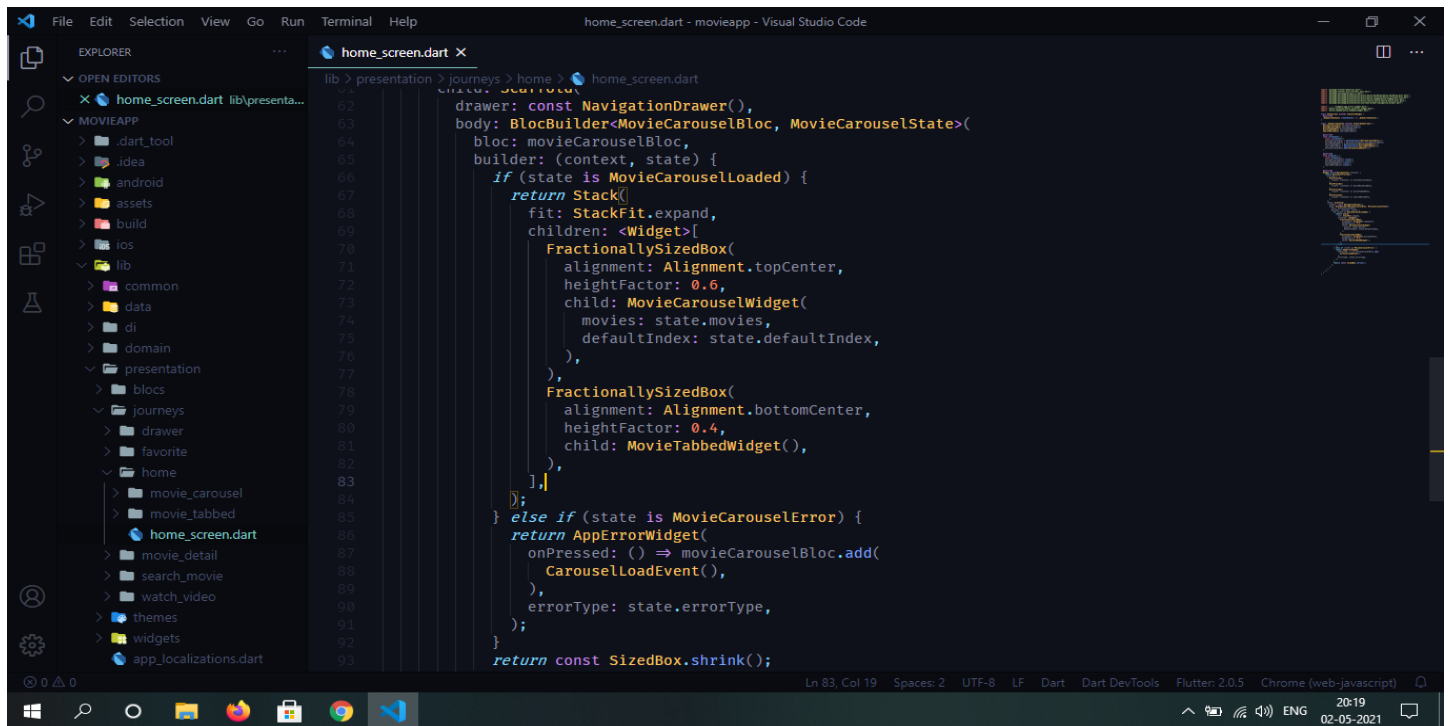 File Edit Selection View Go Run Terminal Help
home_screen.dart - movieapp - Visual Studio Code
EXPLORER
OPEN EDITORS
home_screen.dart lib\presenta...
MOVIEAPP
.dart_tool
.idea
android
assets
build
ios
lib
common
data
di
domain
presentation
blocs
journeys
drawer
favorite
home
movie_carousel
movie_tabbed
home_screen.dart
movie_detail
search_movie
watch_video
themes
widgets
app_localizations.dart
home_screen.dart
lib > presentation > journeys > home > home_screen.dart
61 child: Scaffold(
62 drawer: const NavigationDrawer(),
63 body: BlocBuilder<MovieCarouselBloc, MovieCarouselState>(
64 bloc: movieCarouselBloc,
65 builder: (context, state) {
66 if (state is MovieCarouselLoaded) {
67 return Stack(
68 fit: StackFit.expand,
69 children: <Widget>[
70 FractionallySizedBox(
71 alignment: Alignment.topCenter,
72 heightFactor: 0.6,
73 child: MovieCarouselWidget(
74 movies: state.movies,
75 defaultIndex: state.defaultIndex,
76 ),
77 ),
78 FractionallySizedBox(
79 alignment: Alignment.bottomCenter,
80 heightFactor: 0.4,
81 child: MovieTabbedWidget(),
82 ),
83 ],
84 );
85 } else if (state is MovieCarouselError) {
86 return AppErrorWidget(
87 onPressed: () ⇒ movieCarouselBloc.add(
88 CarouselLoadEvent(),
89 ),
90 errorType: state.errorType,
91 );
92 }
93 return const SizedBox.shrink();
0 0
Ln 83, Col 19 Spaces: 2 UTF-8 LF Dart Dart DevTools Flutter: 2.0.5 Chrome (web-javascript)
ENG
20:19
02-05-2021